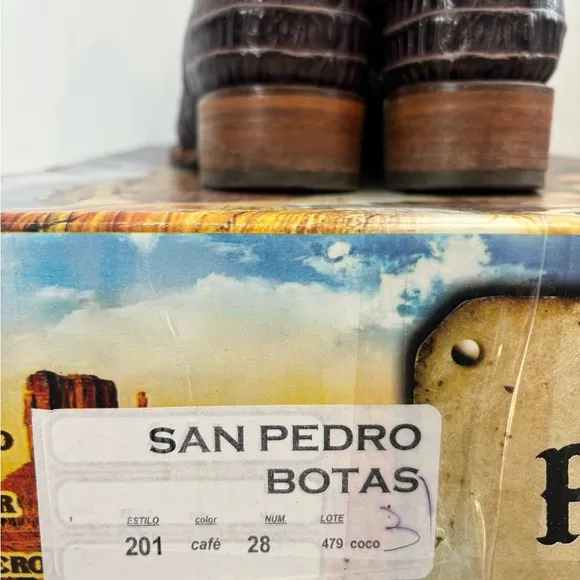 SAN PEDRO
BOTAS
ESTILO color NUM. LOTE
201 café 28 479 coco